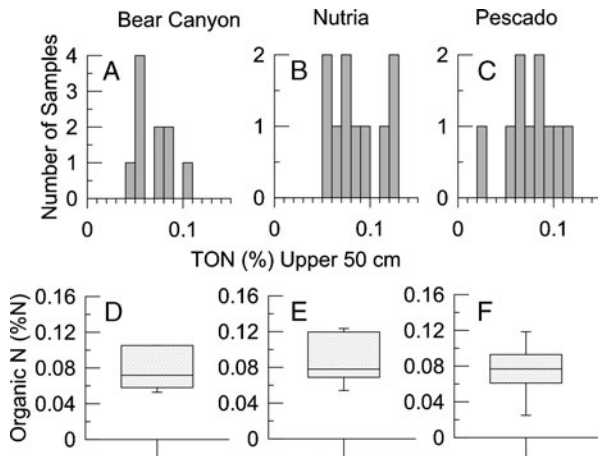 Bear Canyon Nutria Pescado
Number of Samples
A
4
3
2
1
0
0 0.1
B
2
1
0
0 0.1
C
2
1
0
0 0.1
TON (%) Upper 50 cm
Organic N (%N)
D
0.16
0.12
0.08
0.04
0
E
0.16
0.12
0.08
0.04
0
F
0.16
0.12
0.08
0.04
0